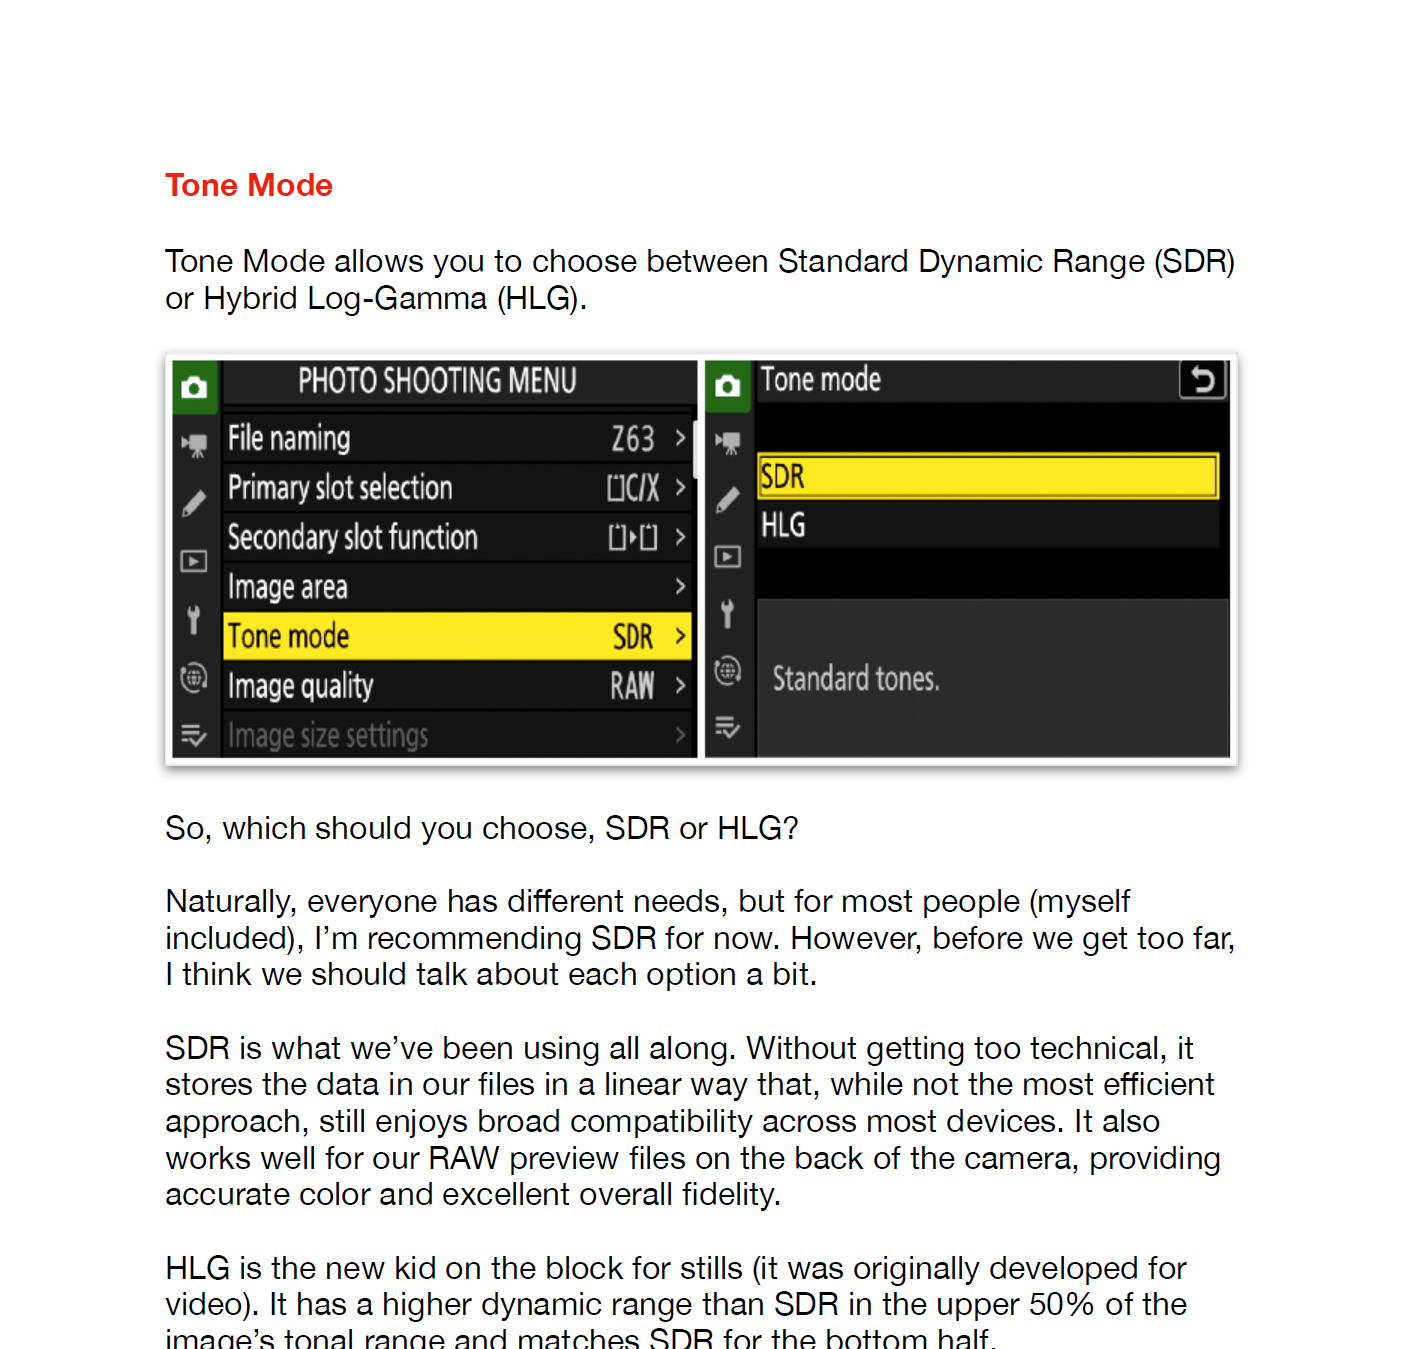 Tone Mode
Tone Mode allows you to choose between Standard Dynamic Range (SDR)
or Hybrid Log-Gamma (HLG).
PHOTO SHOOTING MENU
File naming Z63 >
Primary slot selection C/X >
Secondary slot function >
Image area >
Tone mode SDR >
Image quality RAW >
Image size settings >
Tone mode
SDR
HLG
Standard tones.
So, which should you choose, SDR or HLG?
Naturally, everyone has different needs, but for most people (myself
included), I’m recommending SDR for now. However, before we get too far,
I think we should talk about each option a bit.
SDR is what we’ve been using all along. Without getting too technical, it
stores the data in our files in a linear way that, while not the most efficient
approach, still enjoys broad compatibility across most devices. It also
works well for our RAW preview files on the back of the camera, providing
accurate color and excellent overall fidelity.
HLG is the new kid on the block for stills (it was originally developed for
video). It has a higher dynamic range than SDR in the upper 50% of the
image’s tonal range and matches SDR for the bottom half.